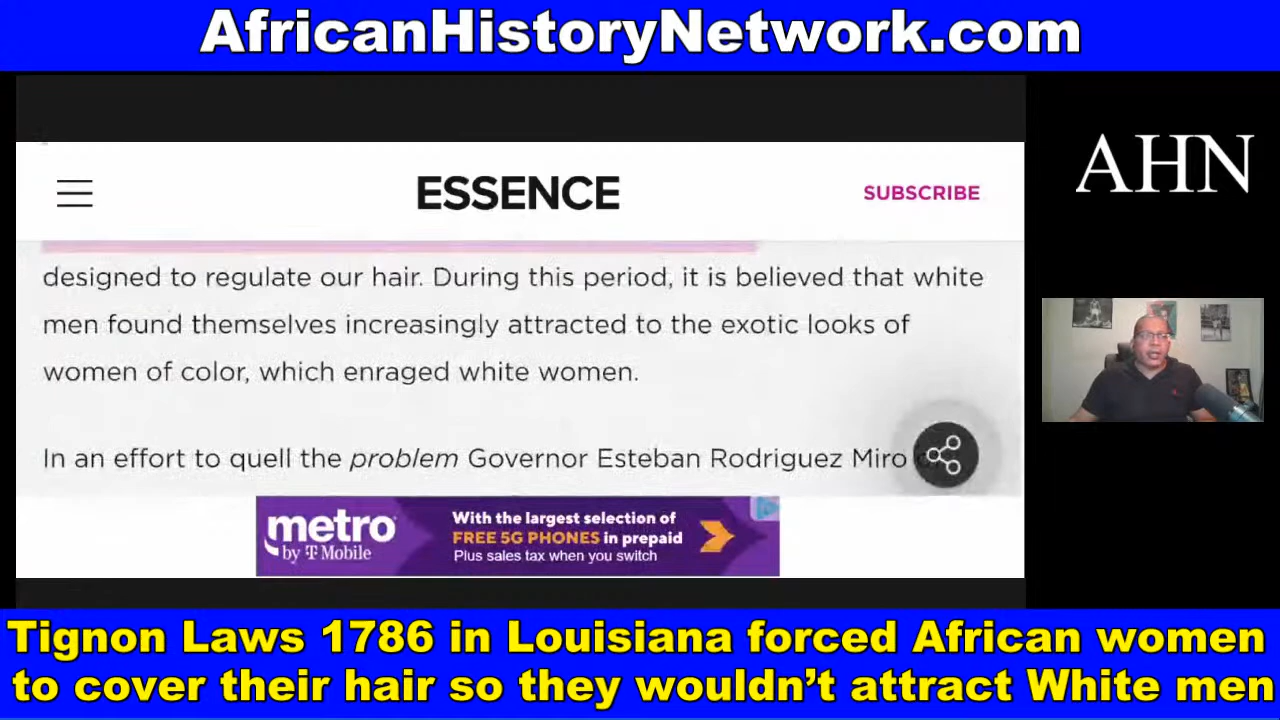 AfricanHistoryNetwork.com
AHN
ESSENCE
SUBSCRIBE
designed to regulate our hair. During this period, it is believed that white
men found themselves increasingly attracted to the exotic looks of
women of color, which enraged white women.
In an effort to quell the problem Governor Esteban Rodriguez Miro
metro
by T Mobile
With the largest selection of
FREE 5G PHONES in prepaid
Plus sales tax when you switch
Tignon Laws 1786 in Louisiana forced African women
to cover their hair so they wouldn’t attract White men